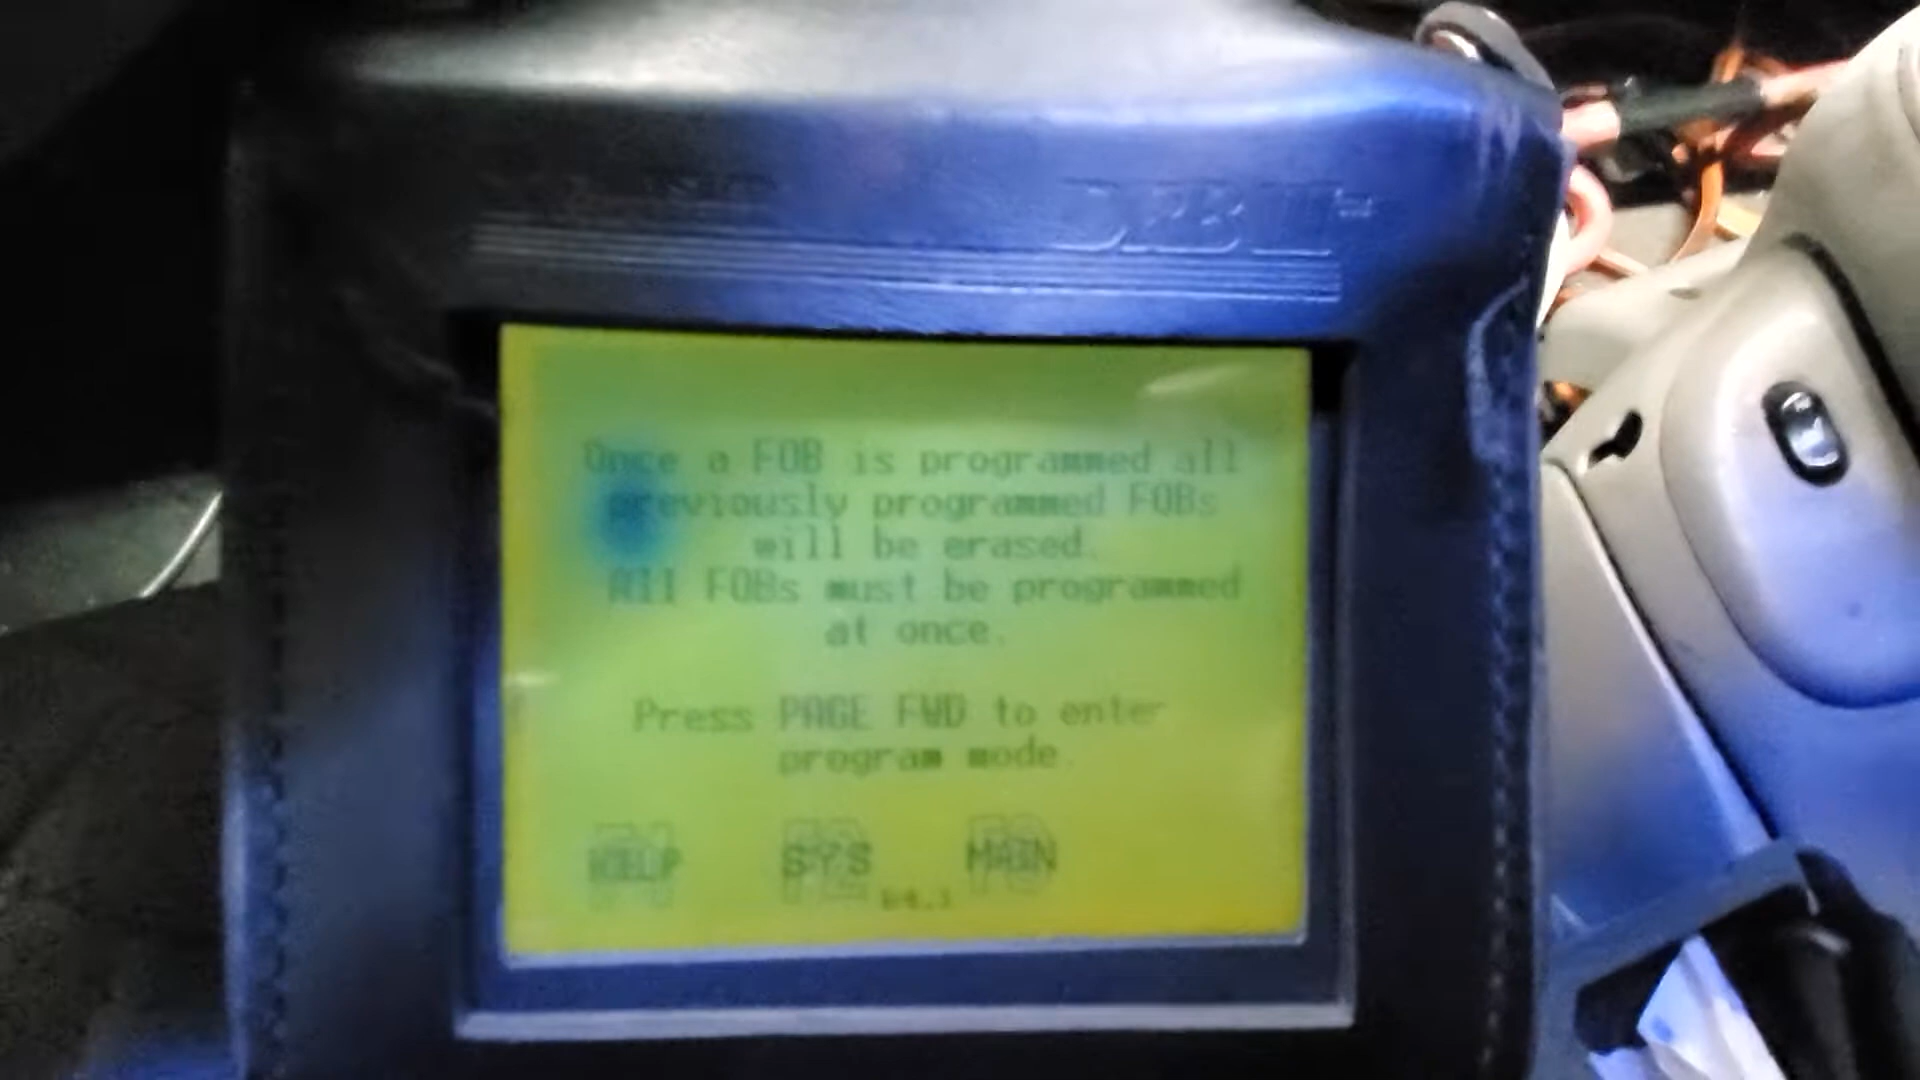 DRB III
Once a FOB is programmed all
previously programmed FOBs
will be erased.
All FOBs must be programmed
at once.
Press PAGE FWD to enter
program mode.
HELP SYS MAIN